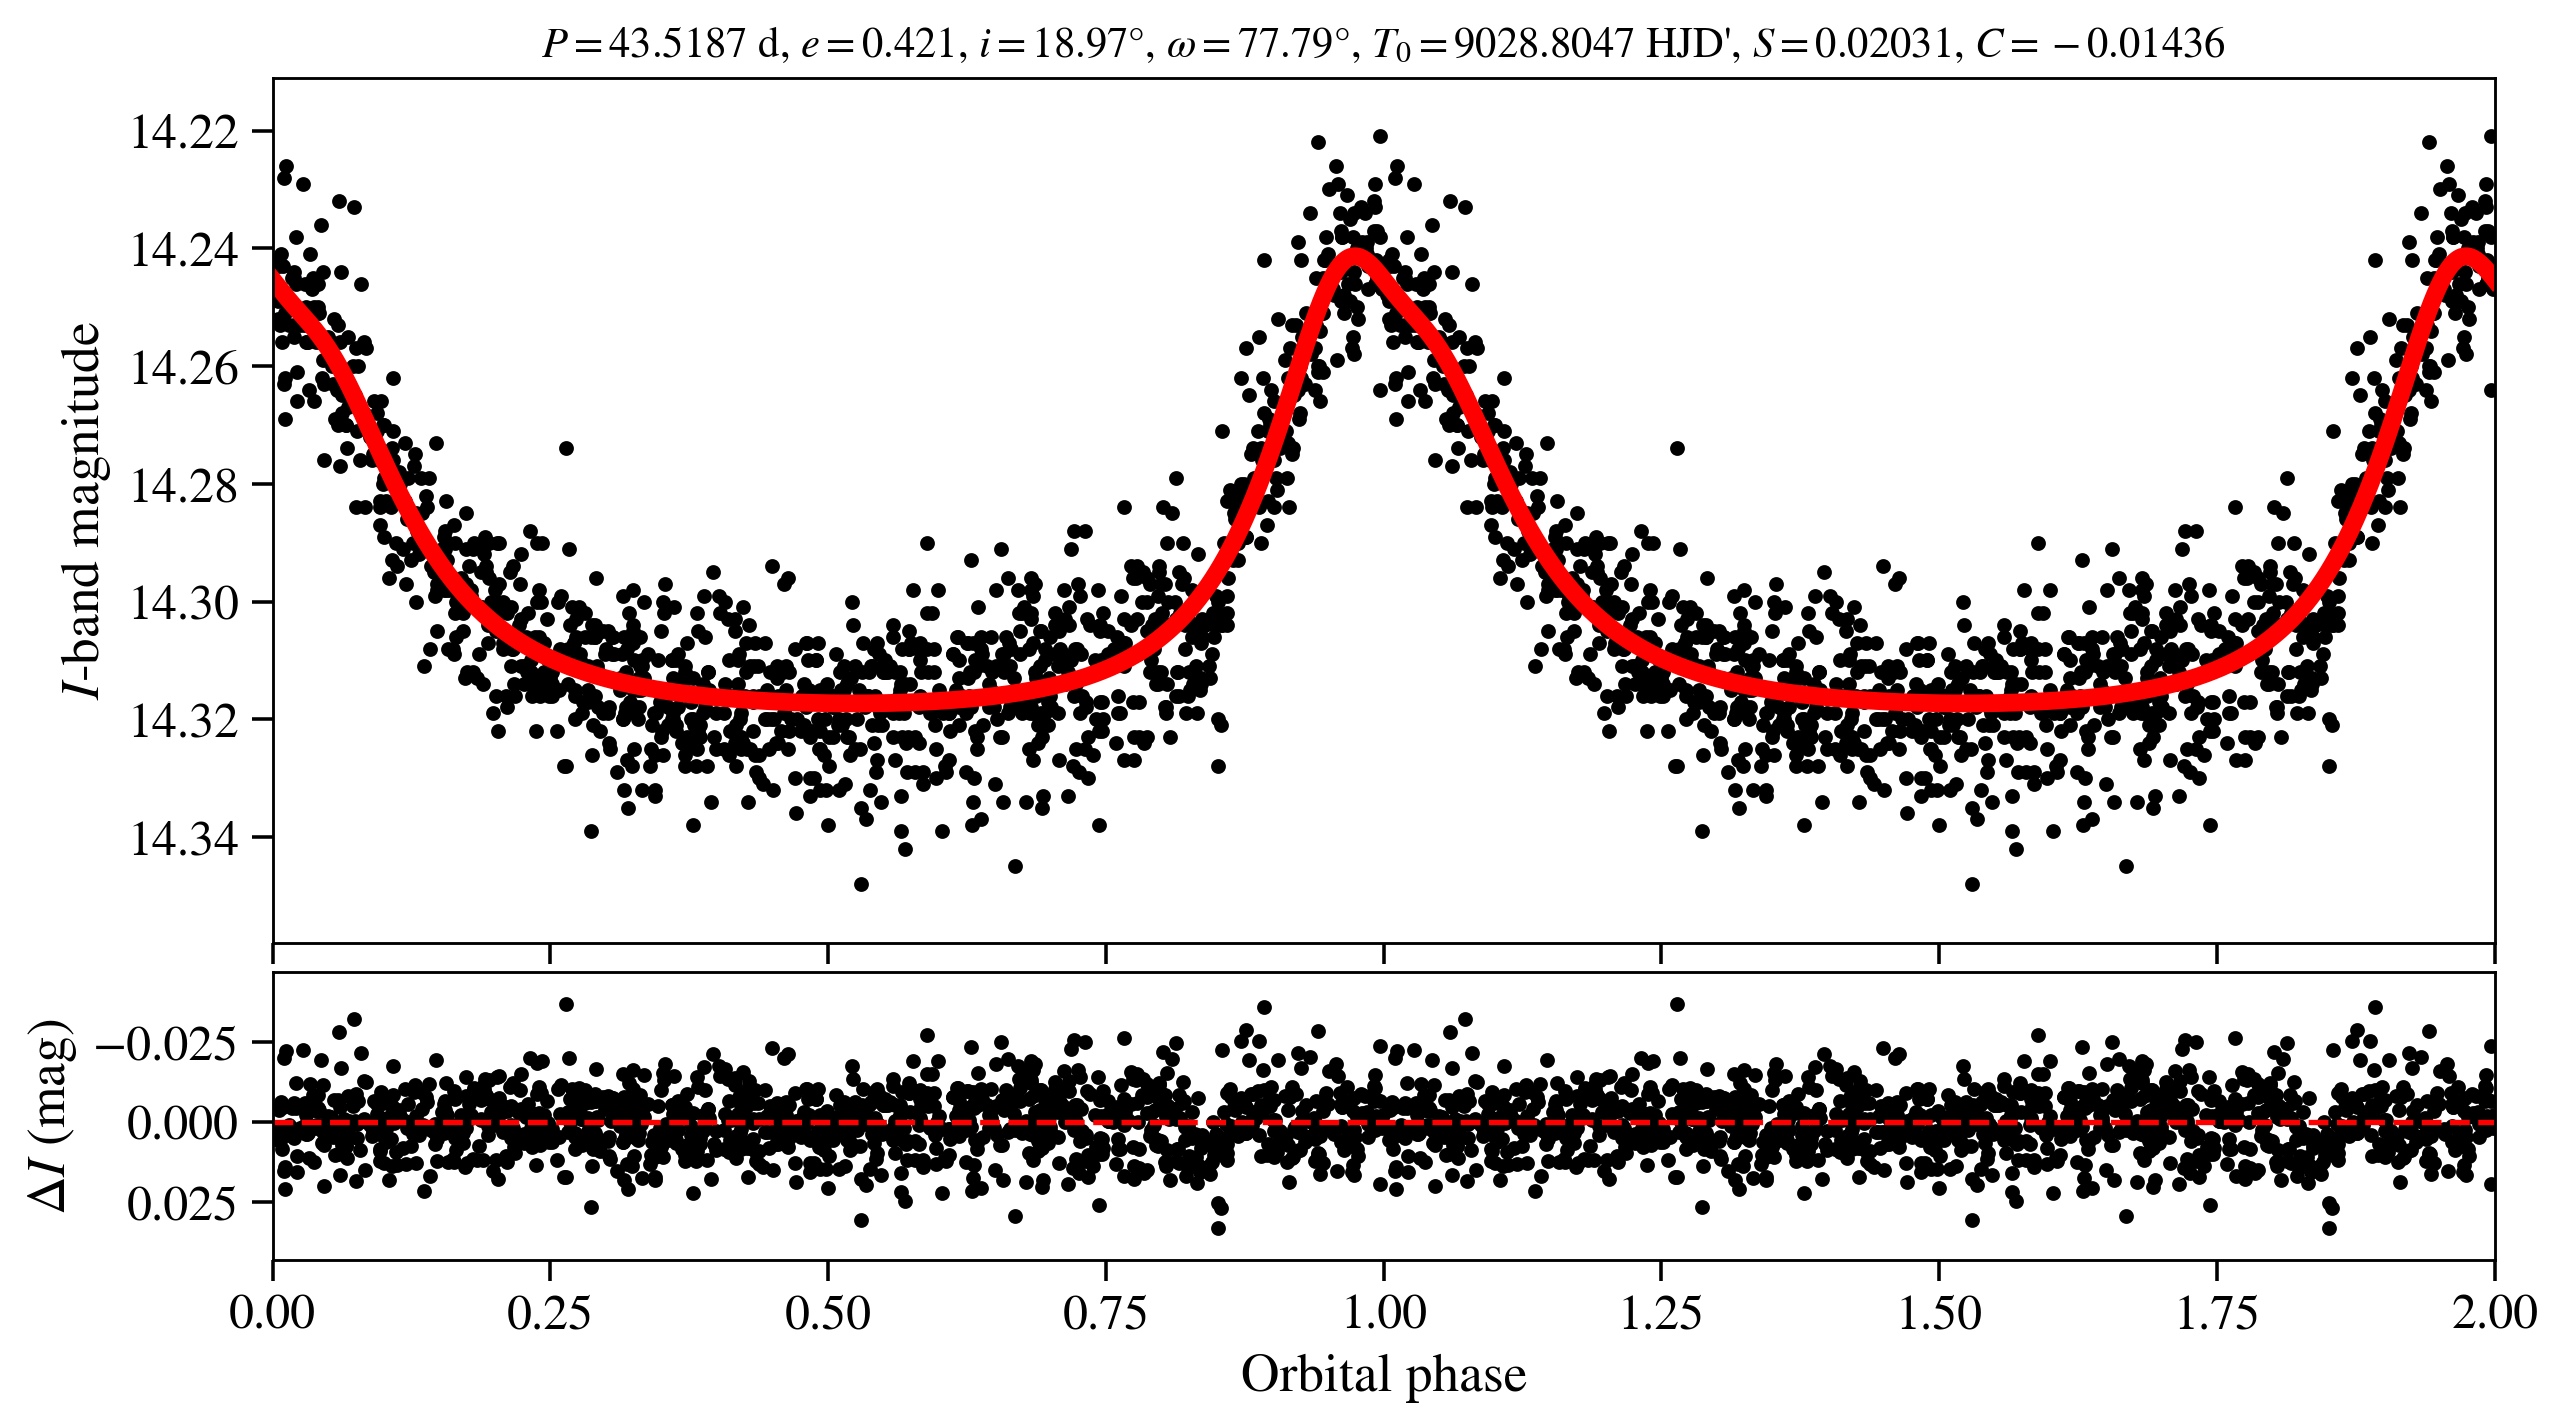 P = 43.5187 d, e = 0.421, i = 18.97°, ω = 77.79°, T₀ = 9028.8047 HJD', S = 0.02031, C = −0.01436
14.22
14.24
14.26
14.28
14.30
14.32
14.34
I-band magnitude
−0.025
0.000
0.025
ΔI (mag)
0.00 0.25 0.50 0.75 1.00 1.25 1.50 1.75 2.00
Orbital phase